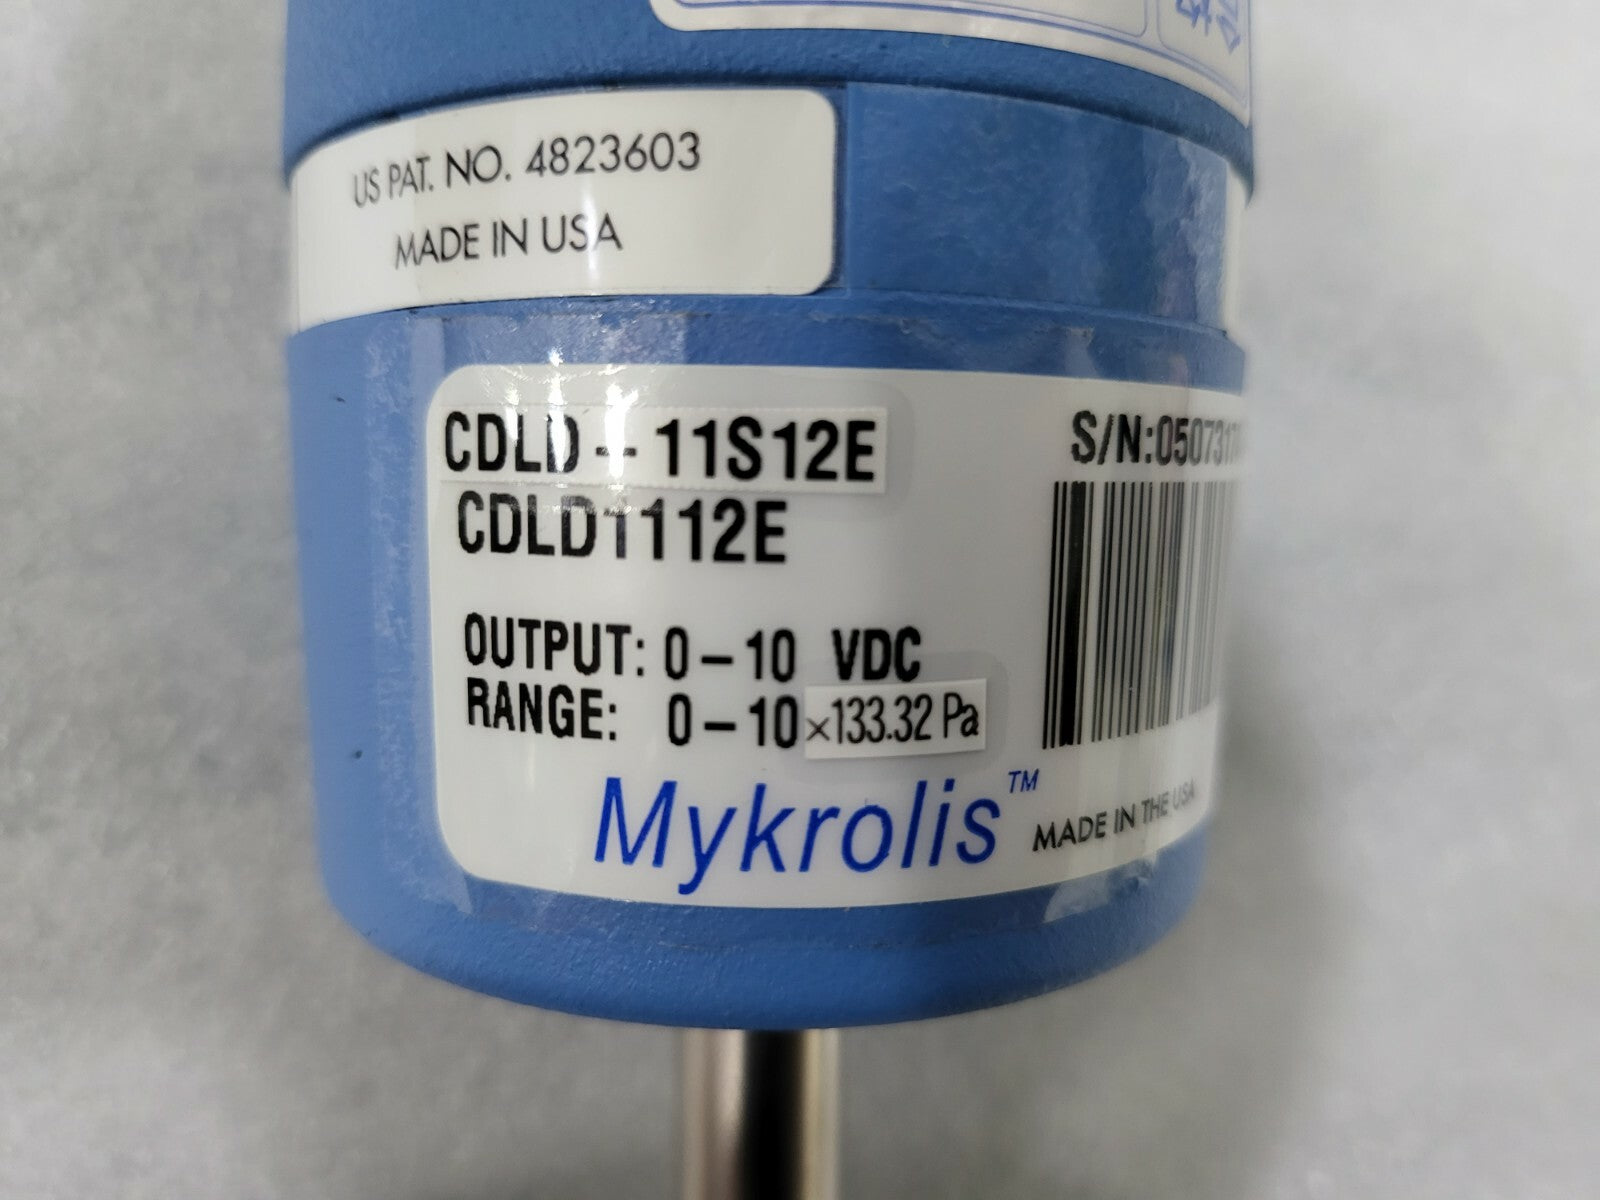 US PAT. NO. 4823603
MADE IN USA
CDLD-11S12E
CDLD1112E
OUTPUT: 0-10 VDC
RANGE: 0-10 ×133.32 Pa
Mykrolis™
S/N:
MADE IN THE USA